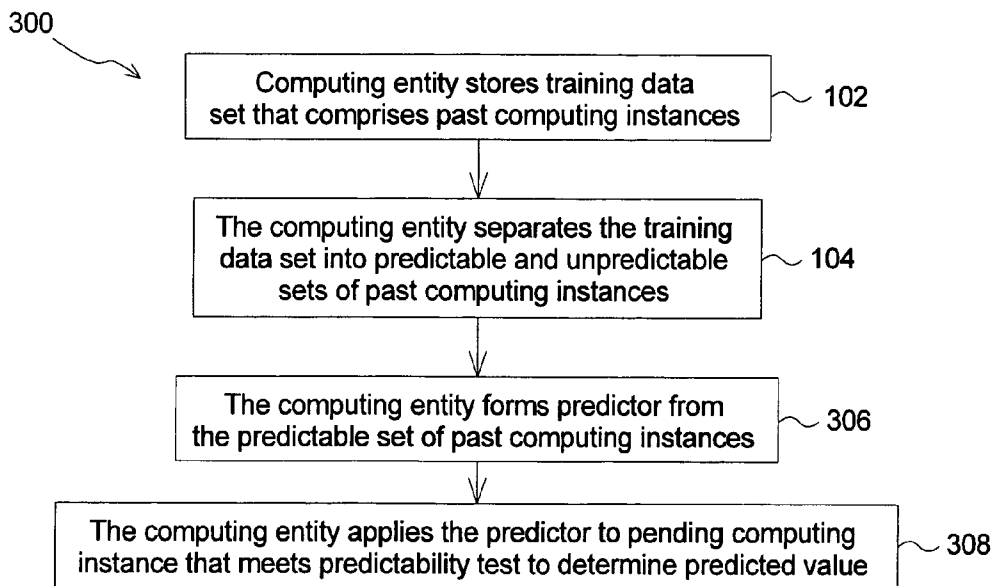 300
Computing entity stores training data
set that comprises past computing instances
102
The computing entity separates the training
data set into predictable and unpredictable
sets of past computing instances
104
The computing entity forms predictor from
the predictable set of past computing instances
306
The computing entity applies the predictor to pending computing
instance that meets predictability test to determine predicted value
308